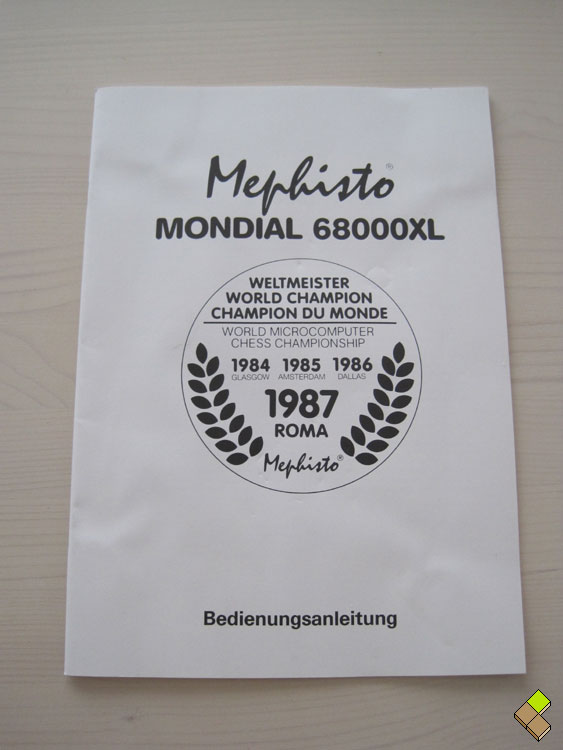 Mephisto®
MONDIAL 68000XL
WELTMEISTER
WORLD CHAMPION
CHAMPION DU MONDE
WORLD MICROCOMPUTER
CHESS CHAMPIONSHIP
1984 1985 1986
GLASGOW AMSTERDAM DALLAS
1987
ROMA
Mephisto®
Bedienungsanleitung